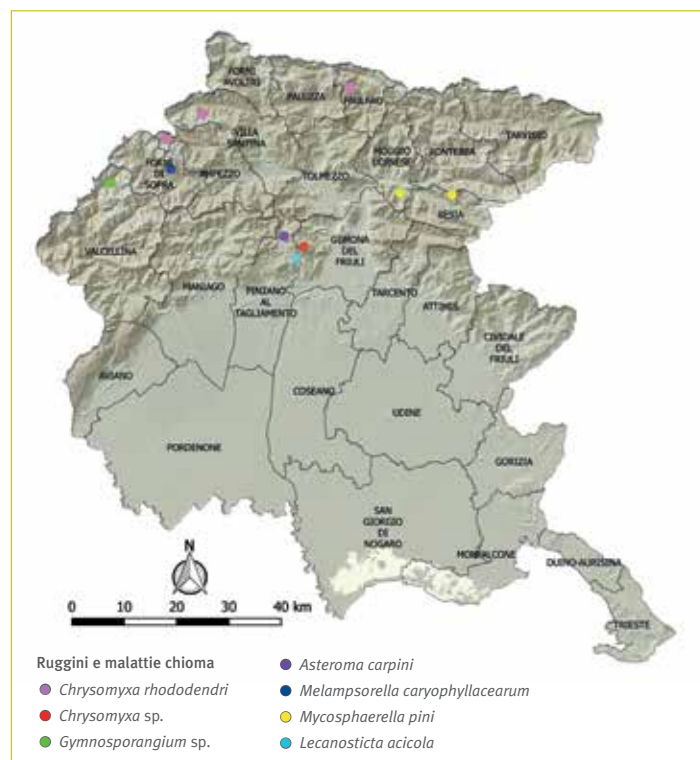 FORNI
AVOLTRI
PALUZZA
PAULARO
VILLA
SANTINA
MOGGIO
UDINESE
PONTEBBA
TARVISIO
FORNI
DI
SOPRA
AMPEZZO
TOLMEZZO
RESIA
VALCELLINA
GEMONA
DEL
FRIULI
MANIAGO
PINZANO
AL
TAGLIAMENTO
TARCENTO
ATTIMIS
CIVIDALE
DEL
FRIULI
AVIANO
COSEANO
UDINE
PORDENONE
GORIZIA
SAN
GIORGIO
DI
NOGARO
MONFALCONE
DUINO-AURISINA
TRIESTE
N
0 10 20 30 40 km
Ruggini e malattie chioma
Chrysomyxa rhododendri
Chrysomyxa sp.
Gymnosporangium sp.
Asteroma carpini
Melampsorella caryophyllacearum
Mycosphaerella pini
Lecanosticta acicola